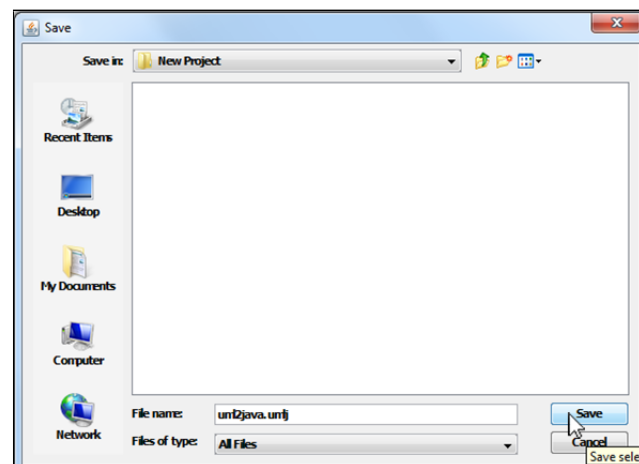 Save
Save in:
New Project
Recent Items
Desktop
My Documents
Computer
Network
File name:
uml2java.umlj
Save
Files of type:
All Files
Cancel
Save sele